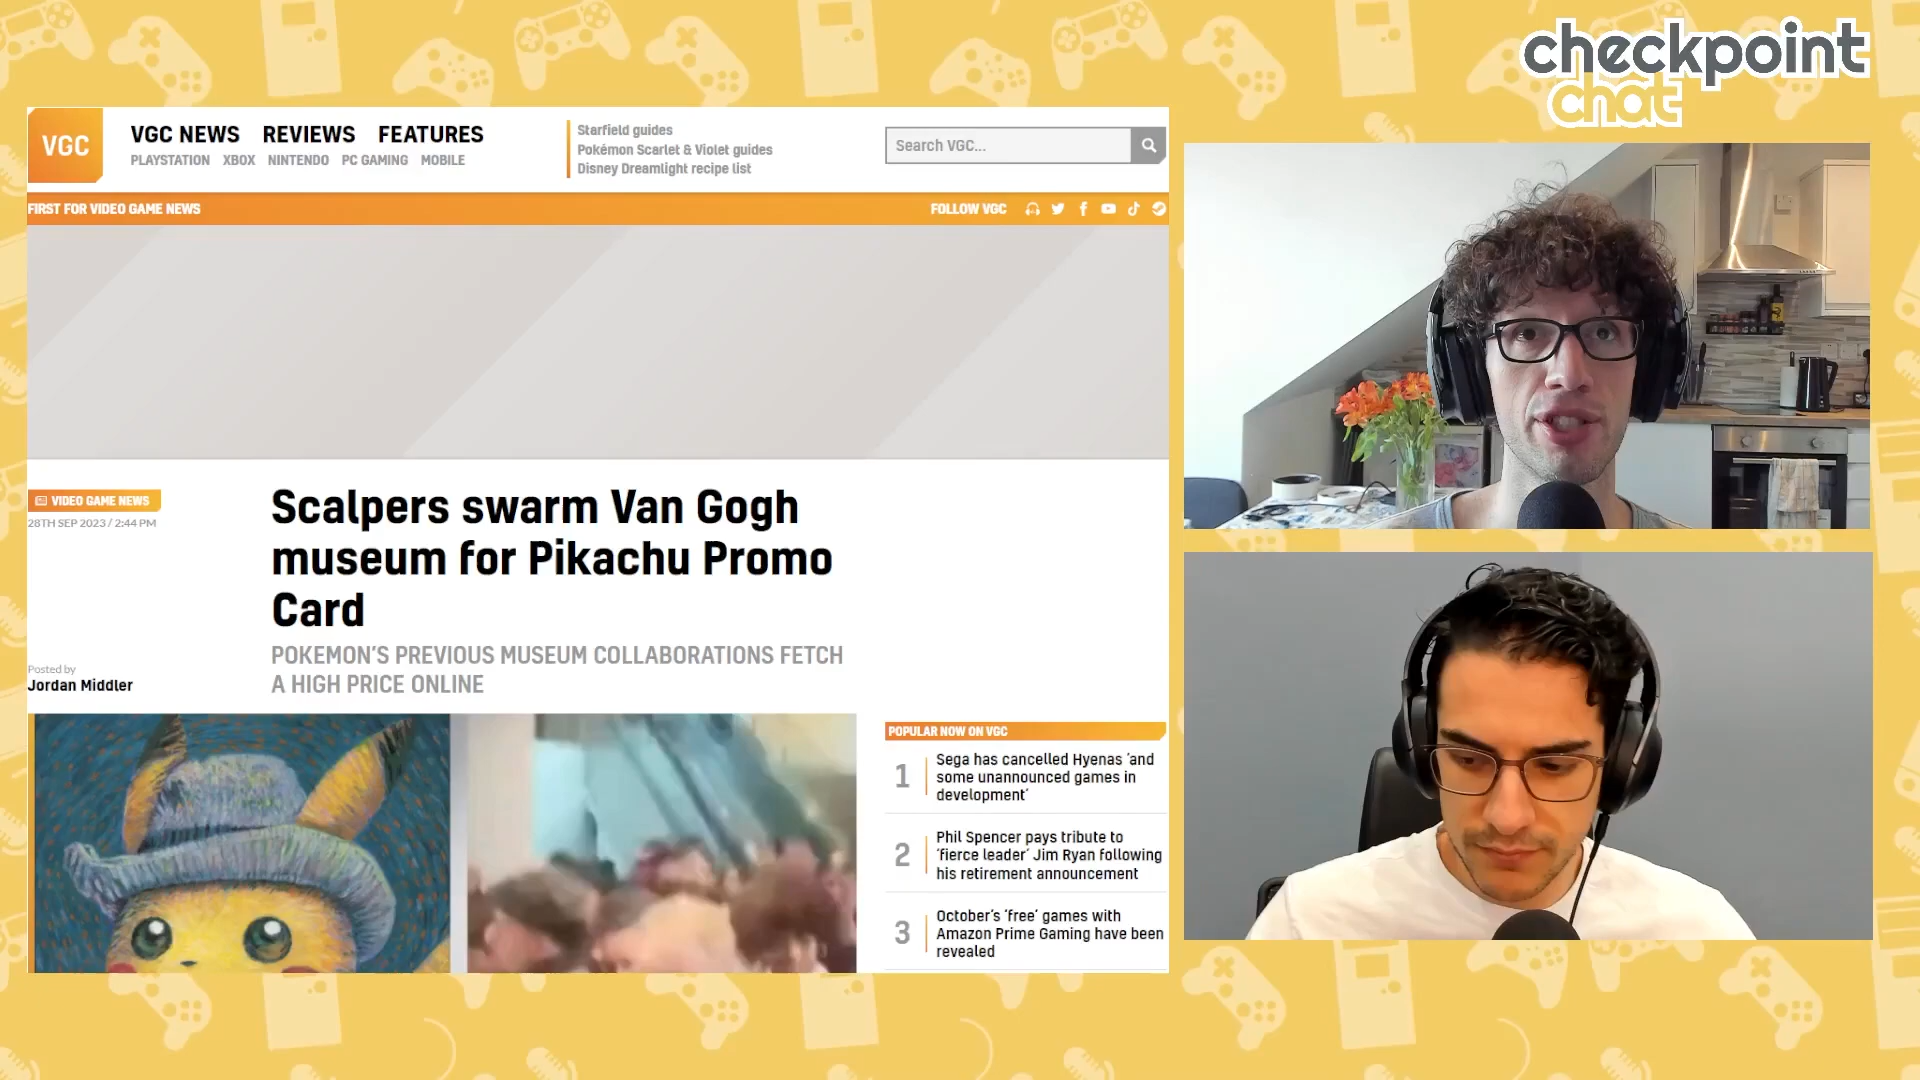 checkpoint
chat
VGC
VGC NEWS REVIEWS FEATURES
PLAYSTATION XBOX NINTENDO PC GAMING MOBILE
Starfield guides
Pokémon Scarlet & Violet guides
Disney Dreamlight recipe list
Search VGC...
FIRST FOR VIDEO GAME NEWS
FOLLOW VGC
VIDEO GAME NEWS
28TH SEP 2023 / 2:44 PM
Scalpers swarm Van Gogh
museum for Pikachu Promo
Card
POKEMON'S PREVIOUS MUSEUM COLLABORATIONS FETCH
A HIGH PRICE ONLINE
Posted by
Jordan Middler
POPULAR NOW ON VGC
1
Sega has cancelled Hyenas 'and
some unannounced games in
development'
2
Phil Spencer pays tribute to
'fierce leader' Jim Ryan following
his retirement announcement
3
October's 'free' games with
Amazon Prime Gaming have been
revealed